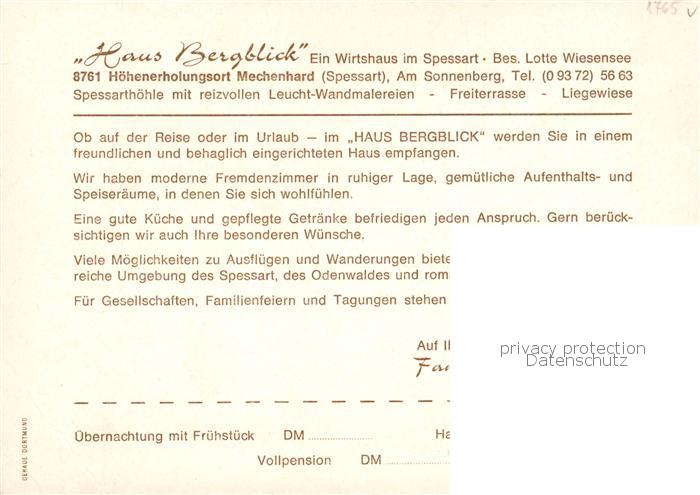 1765
„Haus Bergblick" Ein Wirtshaus im Spessart · Bes. Lotte Wiesensee
8761 Höhenerholungsort Mechenhard (Spessart), Am Sonnenberg, Tel. (0 93 72) 56 63
Spessarthöhle mit reizvollen Leucht-Wandmalereien - Freiterrasse - Liegewiese
Ob auf der Reise oder im Urlaub – im „HAUS BERGBLICK" werden Sie in einem
freundlichen und behaglich eingerichteten Haus empfangen.
Wir haben moderne Fremdenzimmer in ruhiger Lage, gemütliche Aufenthalts- und
Speiseräume, in denen Sie sich wohlfühlen.
Eine gute Küche und gepflegte Getränke befriedigen jeden Anspruch. Gern berück-
sichtigen wir auch Ihre besonderen Wünsche.
Viele Möglichkeiten zu Ausflügen und Wanderungen biete
reiche Umgebung des Spessart, des Odenwaldes und rom
Für Gesellschaften, Familienfeiern und Tagungen stehen
Auf I
Fa
privacy protection
Datenschutz
Übernachtung mit Frühstück DM ................ Ha
Vollpension DM ................
GEKADE DORTMUND